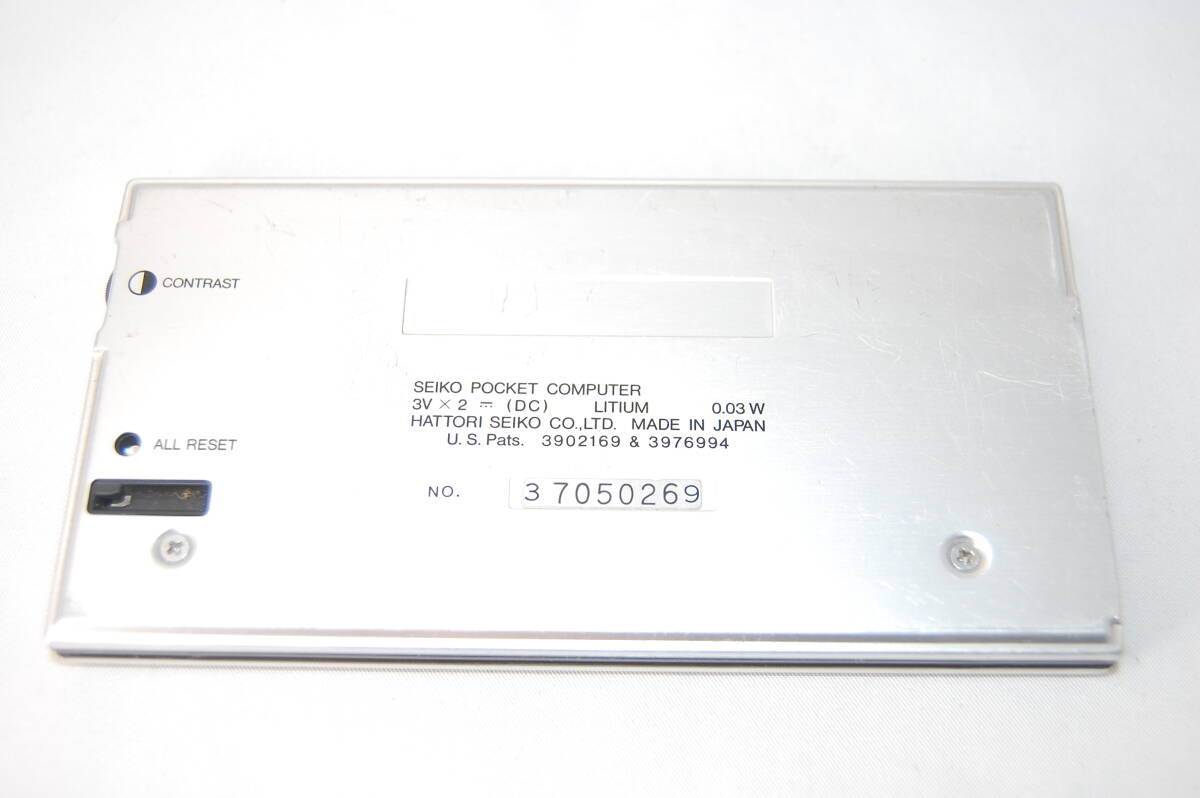 CONTRAST
SEIKO POCKET COMPUTER
3V × 2 ⎓ (DC) LITIUM 0.03 W
HATTORI SEIKO CO.,LTD. MADE IN JAPAN
U. S. Pats. 3902169 & 3976994
ALL RESET
NO. 37050269